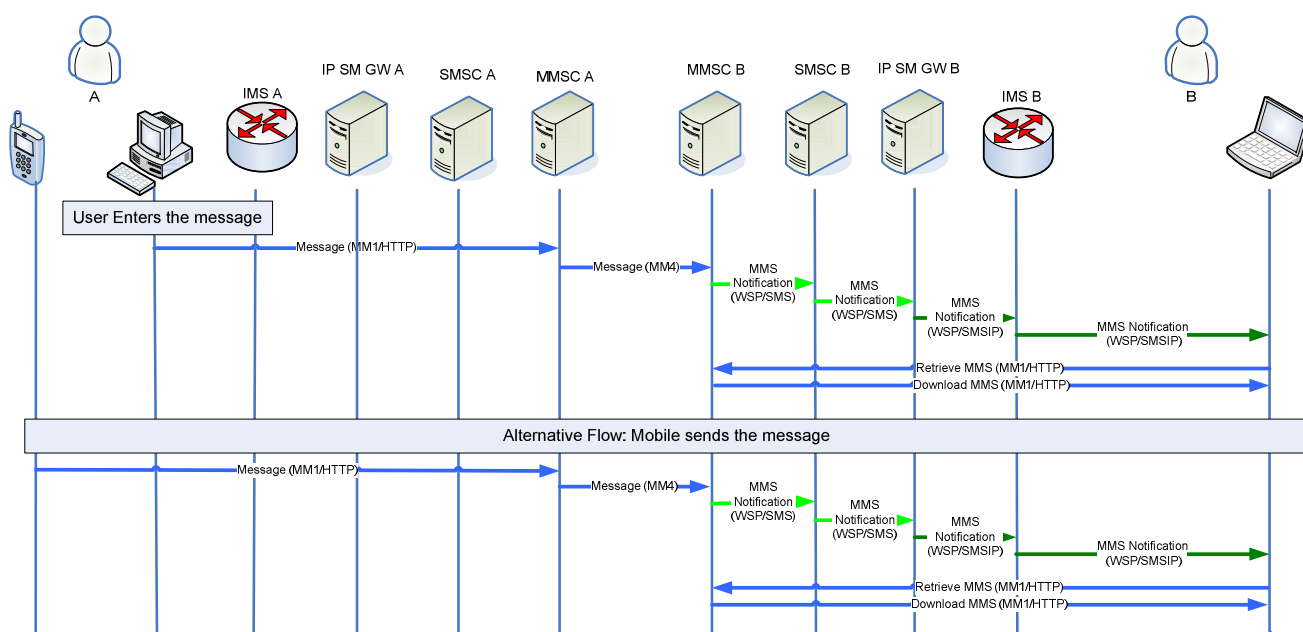 A
IMS A
IP SM GW A
SMSC A
MMSC A
MMSC B
SMSC B
IP SM GW B
IMS B
B
User Enters the message
Message (MM1/HTTP)
Message (MM4)
MMS
Notification
(WSP/SMS)
MMS
Notification
(WSP/SMS)
MMS
Notification
(WSP/SMSIP)
MMS Notification
(WSP/SMSIP)
Retrieve MMS (MM1/HTTP)
Download MMS (MM1/HTTP)
Alternative Flow: Mobile sends the message
Message (MM1/HTTP)
Message (MM4)
MMS
Notification
(WSP/SMS)
MMS
Notification
(WSP/SMS)
MMS
Notification
(WSP/SMSIP)
MMS Notification
(WSP/SMSIP)
Retrieve MMS (MM1/HTTP)
Download MMS (MM1/HTTP)